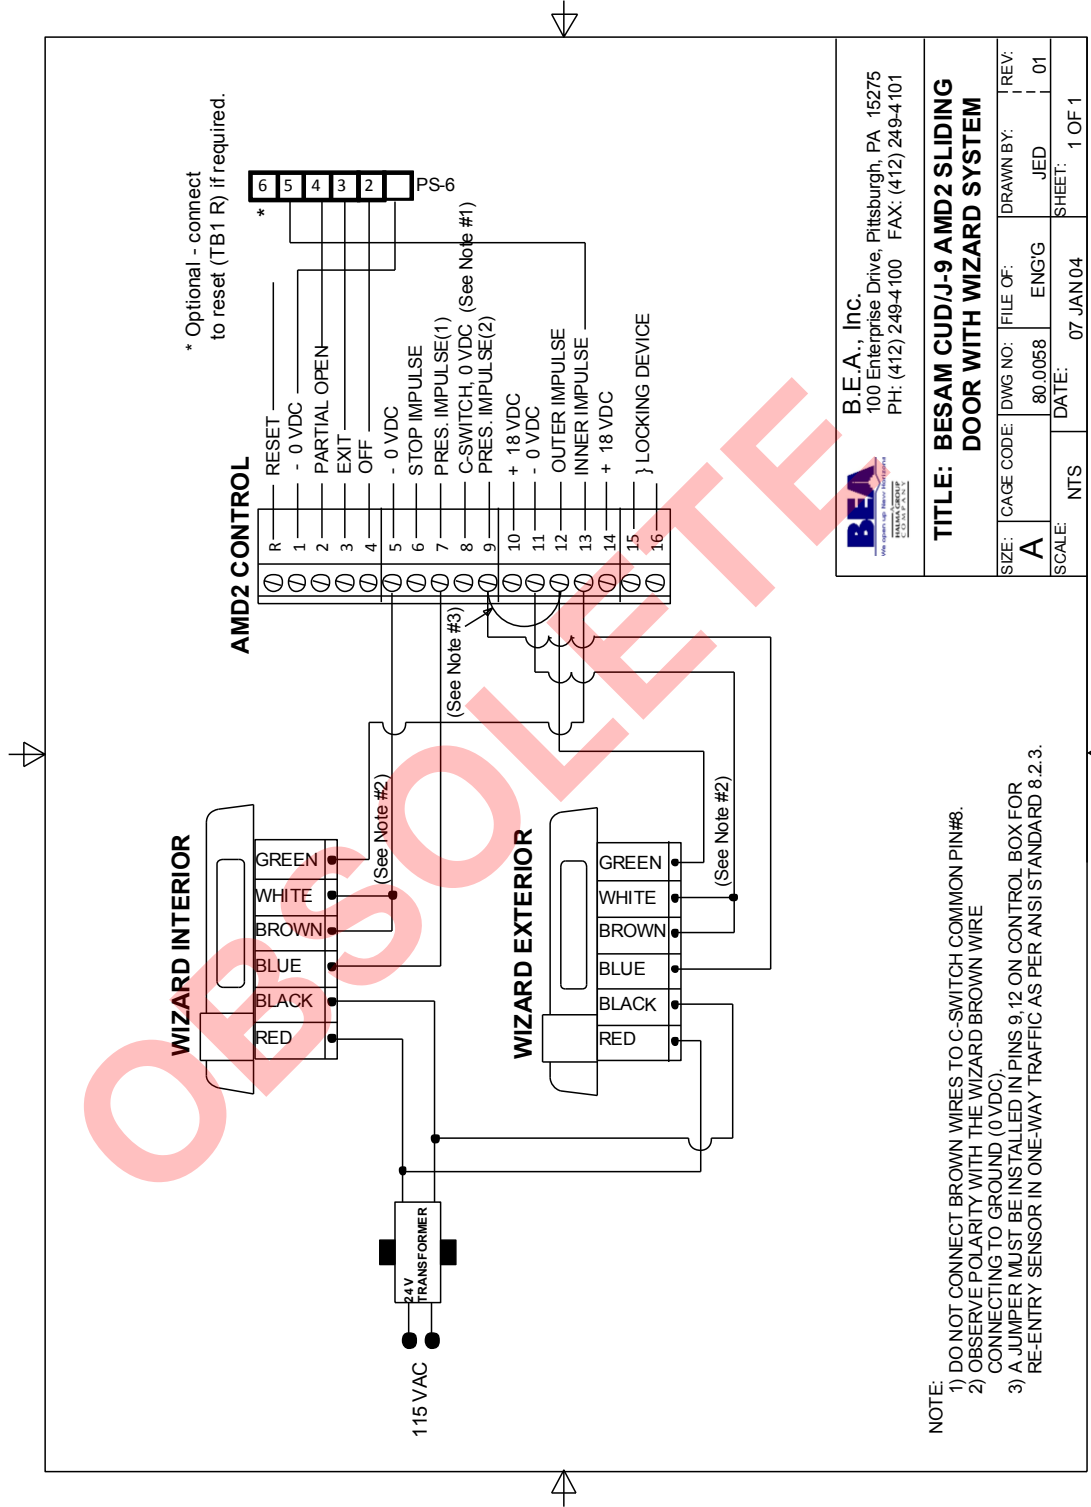 * Optional - connect
to reset (TB1 R) if required.
6
5
4
3
2
*
PS-6
AMD2 CONTROL
R RESET
1 - 0 VDC
2 PARTIAL OPEN
3 EXIT
4 OFF
5 - 0 VDC
6 STOP IMPULSE
7 PRES. IMPULSE(1)
8 C-SWITCH, 0 VDC (See Note #1)
9 PRES. IMPULSE(2)
10 + 18 VDC
11 - 0 VDC
12 OUTER IMPULSE
13 INNER IMPULSE
14 + 18 VDC
15
16
} LOCKING DEVICE
(See Note #3)
WIZARD INTERIOR
GREEN
WHITE
BROWN
BLUE
BLACK
RED
(See Note #2)
WIZARD EXTERIOR
GREEN
WHITE
BROWN
BLUE
BLACK
RED
(See Note #2)
24V
TRANSFORMER
115 VAC
OBSOLETE
NOTE:
1) DO NOT CONNECT BROWN WIRES TO C-SWITCH COMMON PIN#8.
2) OBSERVE POLARITY WITH THE WIZARD BROWN WIRE
CONNECTING TO GROUND (0 VDC).
3) A JUMPER MUST BE INSTALLED IN PINS 9,12 ON CONTROL BOX FOR
RE-ENTRY SENSOR IN ONE-WAY TRAFFIC AS PER ANSI STANDARD 8.2.3.
BEA
We open up New Horizons
A
HALMA GROUP
COMPANY
B.E.A., Inc.
100 Enterprise Drive, Pittsburgh, PA 15275
PH: (412) 249-4100 FAX: (412) 249-4101
TITLE: BESAM CUD/J-9 AMD2 SLIDING
DOOR WITH WIZARD SYSTEM
SIZE:
A
CAGE CODE:
DWG NO:
80.0058
FILE OF:
ENG'G
DRAWN BY:
JED
REV:
01
SCALE:
NTS
DATE:
07 JAN 04
SHEET:
1 OF 1